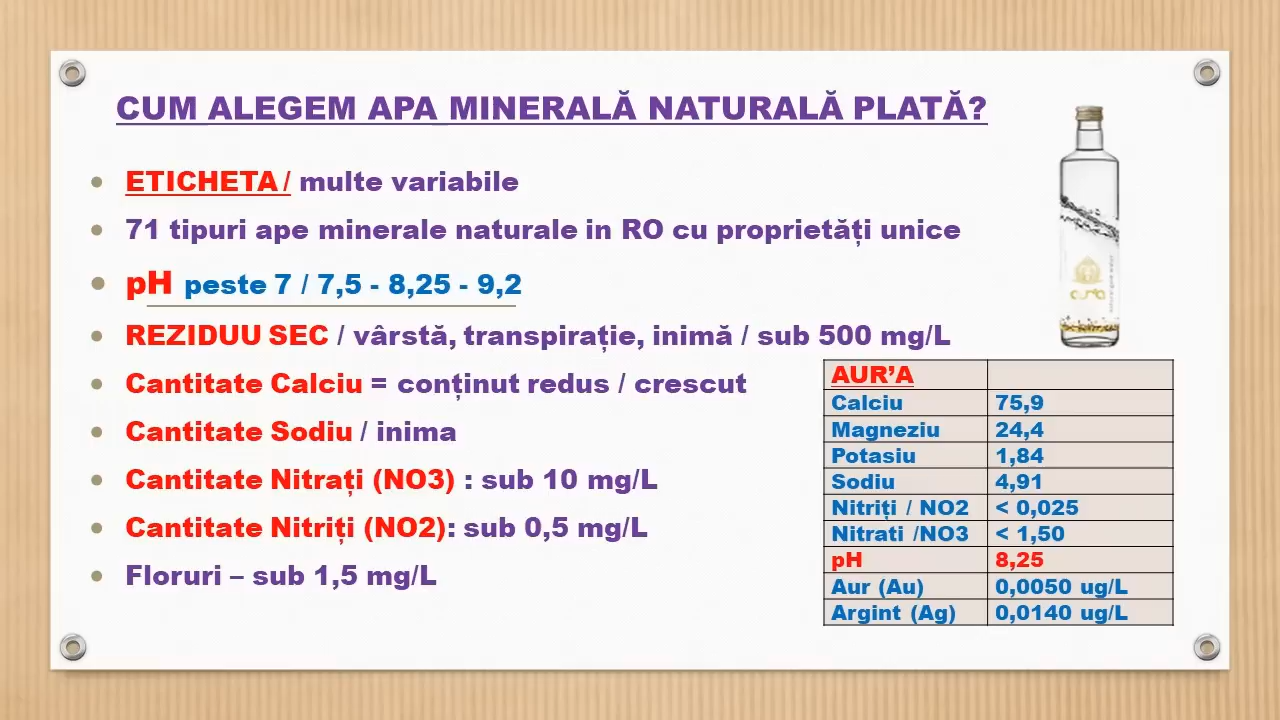 CUM ALEGEM APA MINERALĂ NATURALĂ PLATĂ?
ETICHETA / multe variabile
71 tipuri ape minerale naturale in RO cu proprietăți unice
pH peste 7 / 7,5 - 8,25 - 9,2
REZIDUU SEC / vârstă, transpirație, inimă / sub 500 mg/L
Cantitate Calciu = conținut redus / crescut
Cantitate Sodiu / inima
Cantitate Nitrați (NO3) : sub 10 mg/L
Cantitate Nitriți (NO2): sub 0,5 mg/L
Floruri – sub 1,5 mg/L
AUR’A
Calciu 75,9
Magneziu 24,4
Potasiu 1,84
Sodiu 4,91
Nitriți / NO2 < 0,025
Nitrati /NO3 < 1,50
pH 8,25
Aur (Au) 0,0050 ug/L
Argint (Ag) 0,0140 ug/L